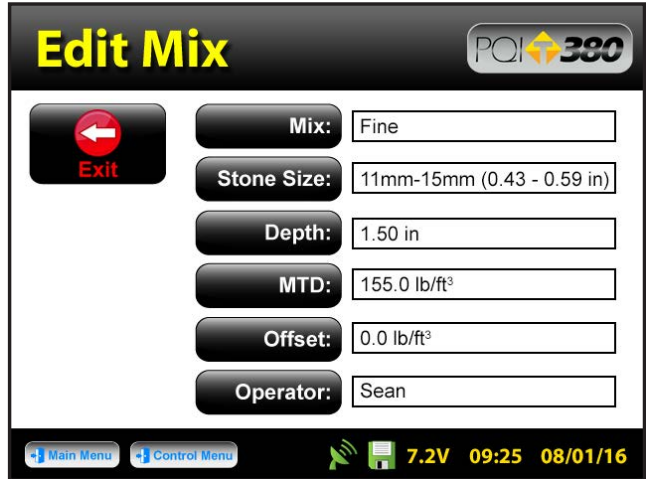 Edit Mix
PQI T 380
Exit
Mix: Fine
Stone Size: 11mm-15mm (0.43 - 0.59 in)
Depth: 1.50 in
MTD: 155.0 lb/ft³
Offset: 0.0 lb/ft³
Operator: Sean
Main Menu Control Menu 7.2V 09:25 08/01/16